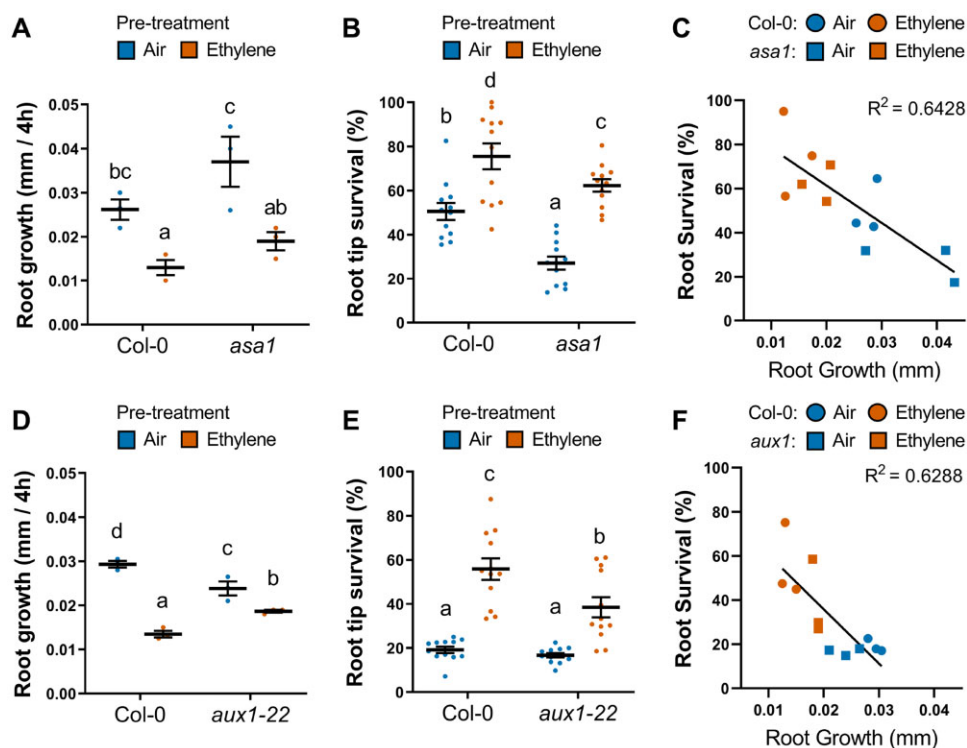 A
Pre-treatment
Air Ethylene
Root growth (mm / 4h)
0.05
0.04
0.03
0.02
0.01
0.00
bc
a
c
ab
Col-0
asa1
B
Pre-treatment
Air Ethylene
Root tip survival (%)
100
80
60
40
20
0
b
d
a
c
Col-0
asa1
C
Col-0: Air Ethylene
asa1: Air Ethylene
R2 = 0.6428
Root Survival (%)
100
80
60
40
20
0
0.01 0.02 0.03 0.04
Root Growth (mm)
D
Pre-treatment
Air Ethylene
Root growth (mm / 4h)
0.05
0.04
0.03
0.02
0.01
0.00
d
a
c
b
Col-0
aux1-22
E
Pre-treatment
Air Ethylene
Root tip survival (%)
100
80
60
40
20
0
a
c
a
b
Col-0
aux1-22
F
Col-0: Air Ethylene
aux1: Air Ethylene
R2 = 0.6288
Root Survival (%)
100
80
60
40
20
0
0.01 0.02 0.03 0.04
Root Growth (mm)